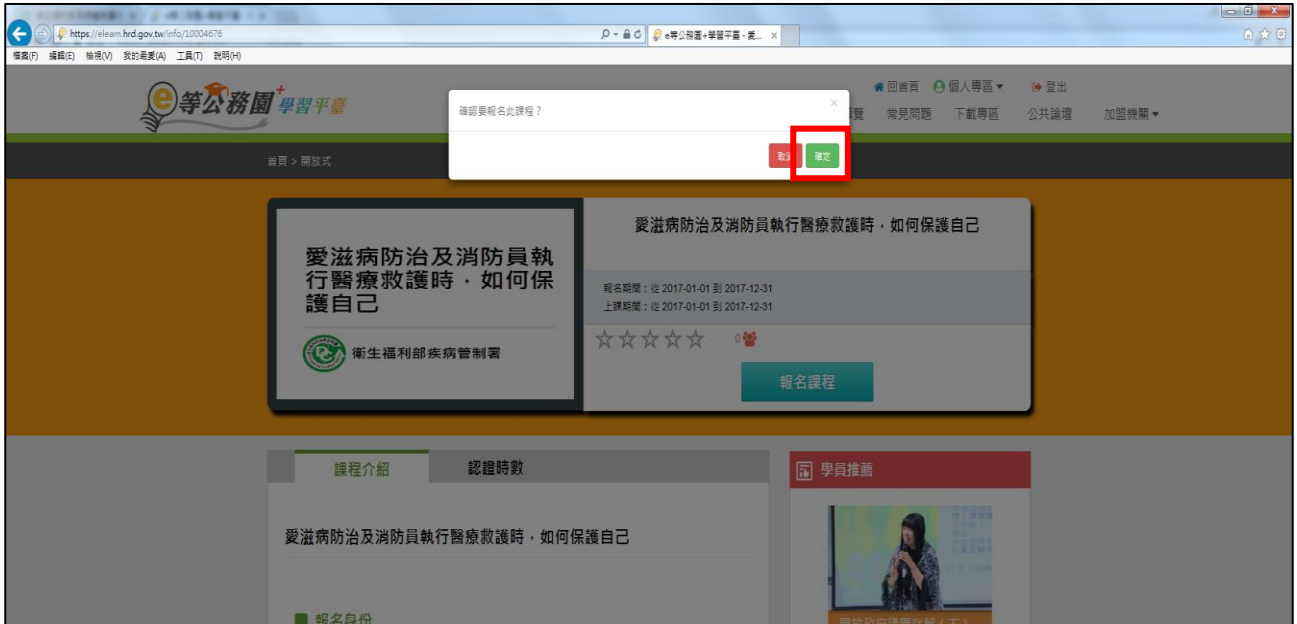 https://elearn.hrd.gov.tw/info/10004676
e等公務園+學習平臺 - 愛...
檔案(F) 編輯(E) 檢視(V) 我的最愛(A) 工具(T) 說明(H)
e等公務園+學習平臺
回首頁 個人專區 登出
覽 常見問題 下載專區 公共論壇 加盟機關
確認要報名此課程？
×
取消 確定
首頁 > 開放式
愛滋病防治及消防員執行醫療救護時，如何保護自己
衛生福利部疾病管制署
愛滋病防治及消防員執行醫療救護時，如何保護自己
報名期間：從 2017-01-01 到 2017-12-31
上課期間：從 2017-01-01 到 2017-12-31
0
報名課程
課程介紹 認證時數
學員推薦
愛滋病防治及消防員執行醫療救護時，如何保護自己
報名身份